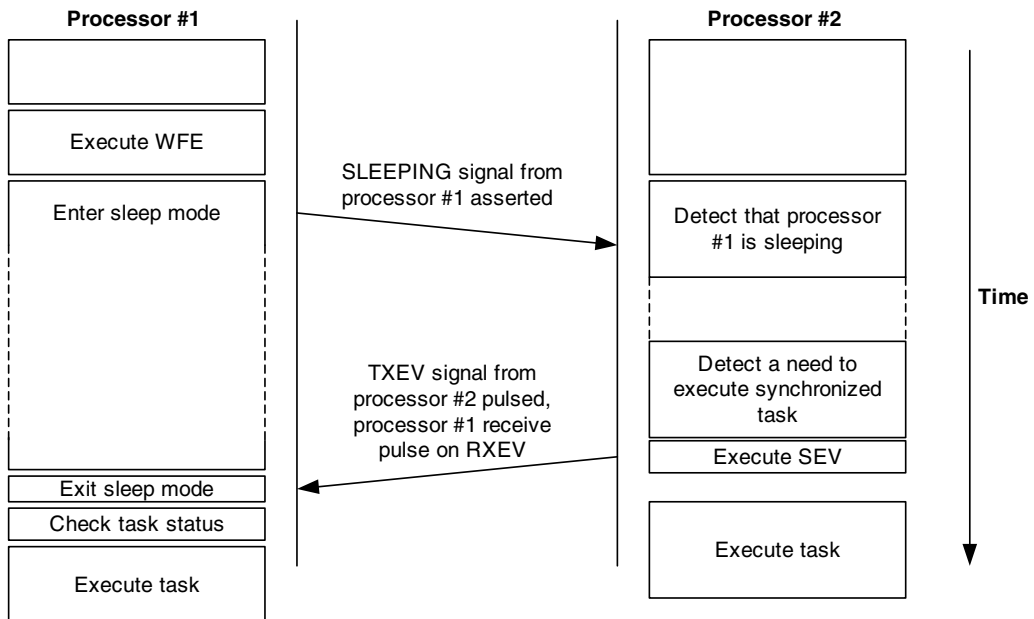 Processor #1
Processor #2
Execute WFE
SLEEPING signal from
processor #1 asserted
Enter sleep mode
Detect that processor
#1 is sleeping
Time
TXEV signal from
processor #2 pulsed,
processor #1 receive
pulse on RXEV
Detect a need to
execute synchronized
task
Execute SEV
Exit sleep mode
Check task status
Execute task
Execute task